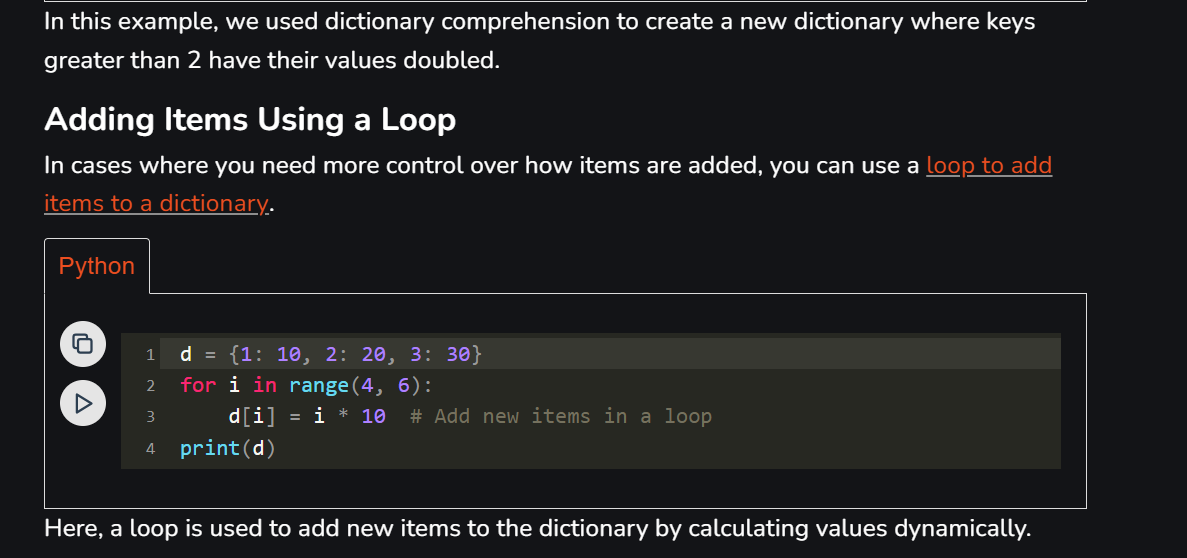 In this example, we used dictionary comprehension to create a new dictionary where keys
greater than 2 have their values doubled.
Adding Items Using a Loop
In cases where you need more control over how items are added, you can use a loop to add
items to a dictionary.
Python
1 d = {1: 10, 2: 20, 3: 30}
2 for i in range(4, 6):
3     d[i] = i * 10  # Add new items in a loop
4 print(d)
Here, a loop is used to add new items to the dictionary by calculating values dynamically.